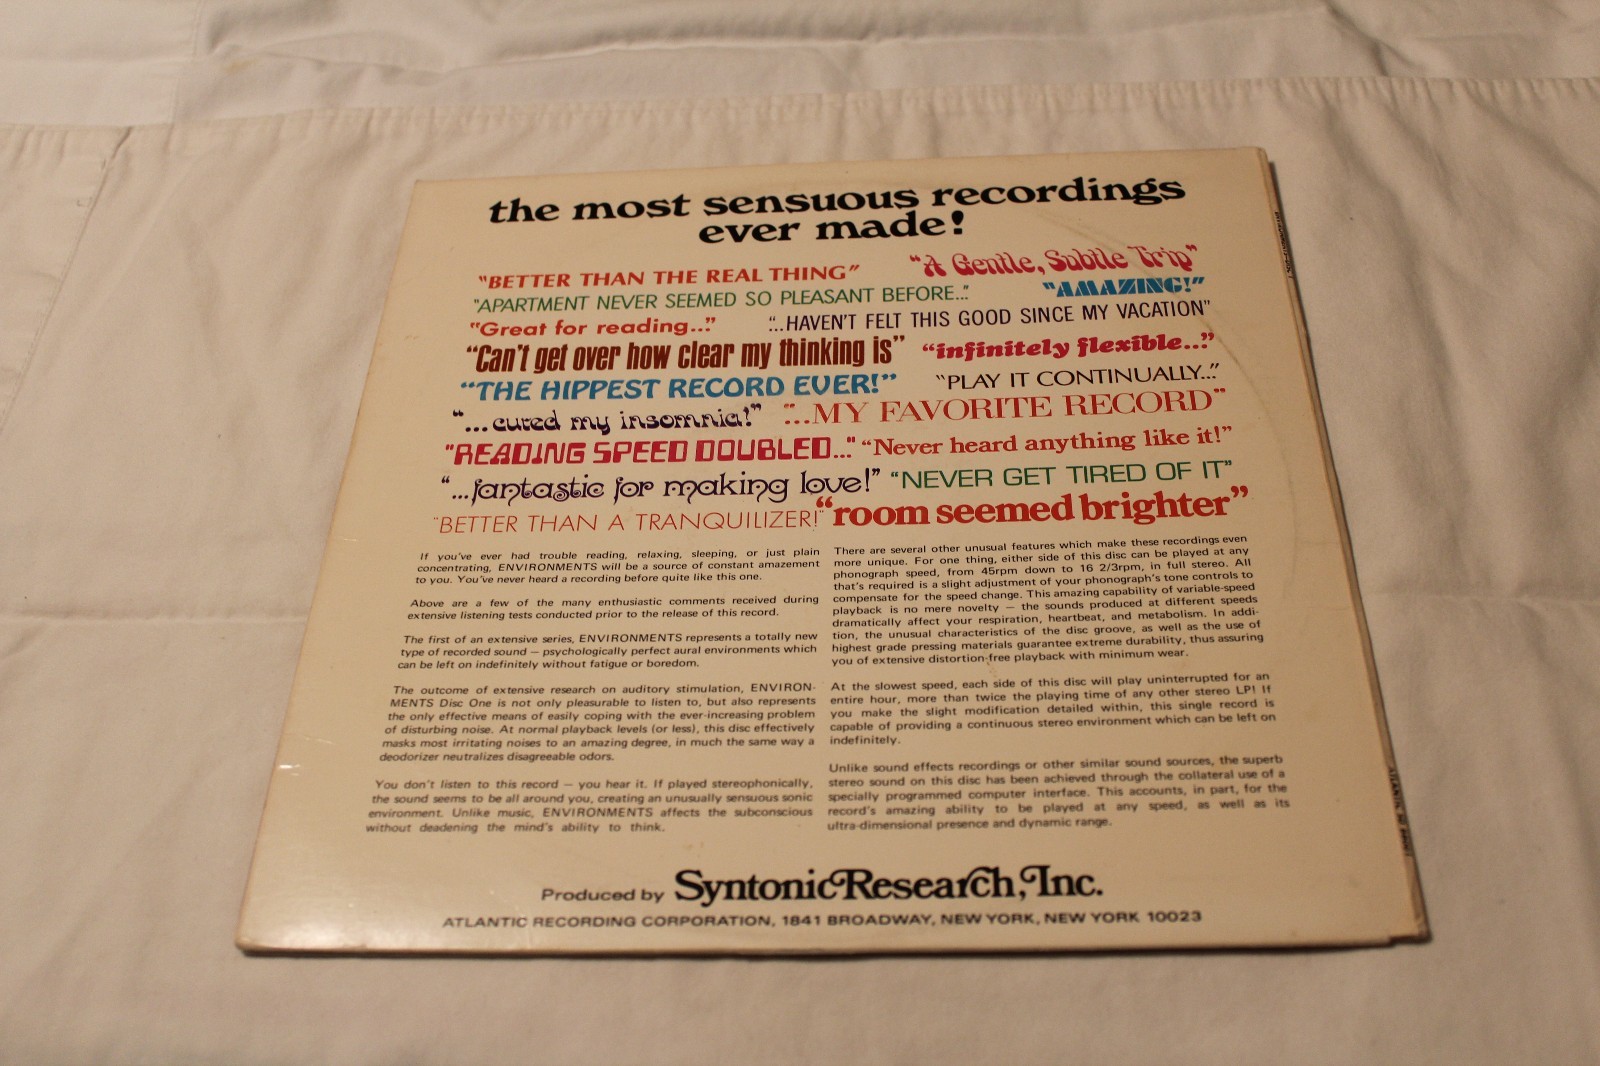 the most sensuous recordings
ever made!
"BETTER THAN THE REAL THING" "A Gentle, Subtle Trip"
"APARTMENT NEVER SEEMED SO PLEASANT BEFORE..." "AMAZING!"
"Great for reading..." "...HAVEN'T FELT THIS GOOD SINCE MY VACATION"
"Can't get over how clear my thinking is" "infinitely flexible..."
"THE HIPPEST RECORD EVER!" "PLAY IT CONTINUALLY..."
"...cured my insomnia!" "...MY FAVORITE RECORD"
"READING SPEED DOUBLED..." "Never heard anything like it!"
"...fantastic for making love!" "NEVER GET TIRED OF IT"
"BETTER THAN A TRANQUILIZER!" "room seemed brighter"
If you've ever had trouble reading, relaxing, sleeping, or just plain
concentrating, ENVIRONMENTS will be a source of constant amazement
to you. You've never heard a recording before quite like this one.
Above are a few of the many enthusiastic comments received during
extensive listening tests conducted prior to the release of this record.
The first of an extensive series, ENVIRONMENTS represents a totally new
type of recorded sound — psychologically perfect aural environments which
can be left on indefinitely without fatigue or boredom.
The outcome of extensive research on auditory stimulation, ENVIRON-
MENTS Disc One is not only pleasurable to listen to, but also represents
the only effective means of easily coping with the ever-increasing problem
of disturbing noise. At normal playback levels (or less), this disc effectively
masks most irritating noises to an amazing degree, in much the same way a
deodorizer neutralizes disagreeable odors.
You don't listen to this record — you hear it. If played stereophonically,
the sound seems to be all around you, creating an unusually sensuous sonic
environment. Unlike music, ENVIRONMENTS affects the subconscious
without deadening the mind's ability to think.
There are several other unusual features which make these recordings even
more unique. For one thing, either side of this disc can be played at any
phonograph speed, from 45rpm down to 16 2/3rpm, in full stereo. All
that's required is a slight adjustment of your phonograph's tone controls to
compensate for the speed change. This amazing capability of variable-speed
playback is no mere novelty — the sounds produced at different speeds
dramatically affect your respiration, heartbeat, and metabolism. In addi-
tion, the unusual characteristics of the disc groove, as well as the use of
highest grade pressing materials guarantee extreme durability, thus assuring
you of extensive distortion-free playback with minimum wear.
At the slowest speed, each side of this disc will play uninterrupted for an
entire hour, more than twice the playing time of any other stereo LP! If
you make the slight modification detailed within, this single record is
capable of providing a continuous stereo environment which can be left on
indefinitely.
Unlike sound effects recordings or other similar sound sources, the superb
stereo sound on this disc has been achieved through the collateral use of a
specially programmed computer interface. This accounts, in part, for the
record's amazing ability to be played at any speed, as well as its
ultra-dimensional presence and dynamic range.
Produced by Syntonic Research, Inc.
ATLANTIC RECORDING CORPORATION, 1841 BROADWAY, NEW YORK, NEW YORK 10023